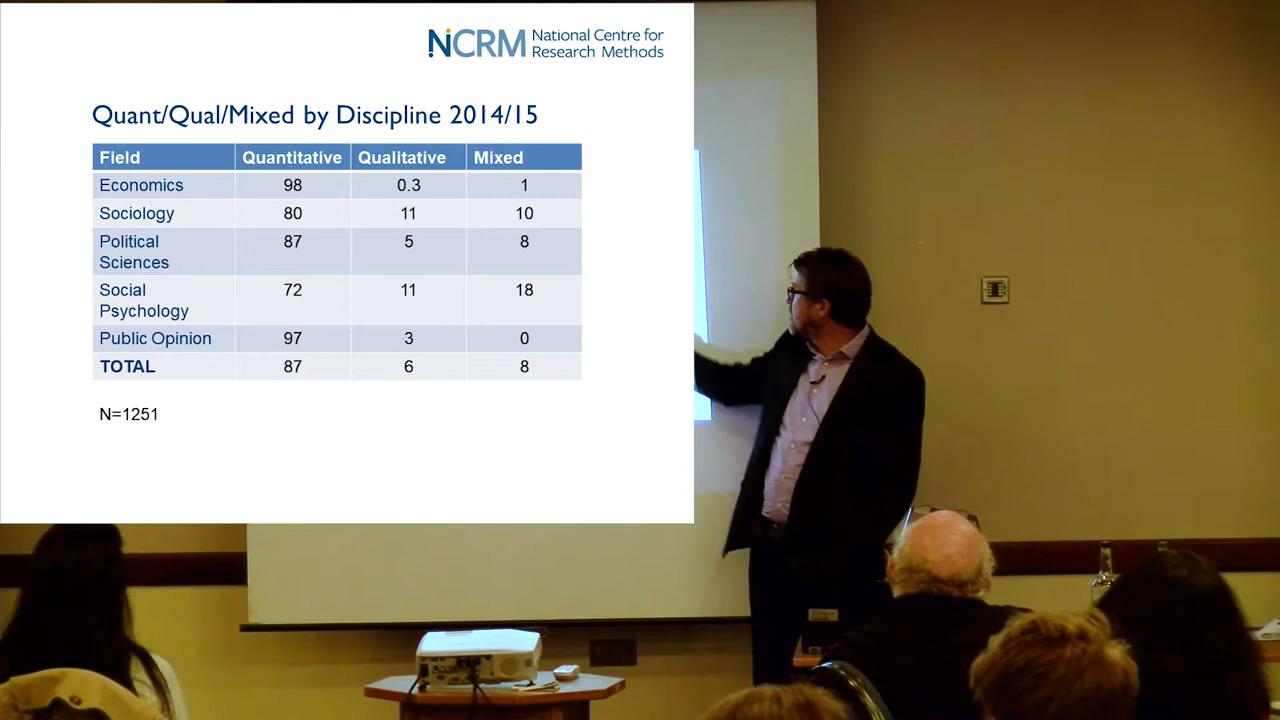 NCRM National Centre for
Research Methods
Quant/Qual/Mixed by Discipline 2014/15
Field Quantitative Qualitative Mixed
Economics 98 0.3 1
Sociology 80 11 10
Political
Sciences 87 5 8
Social
Psychology 72 11 18
Public Opinion 97 3 0
TOTAL 87 6 8
N=1251